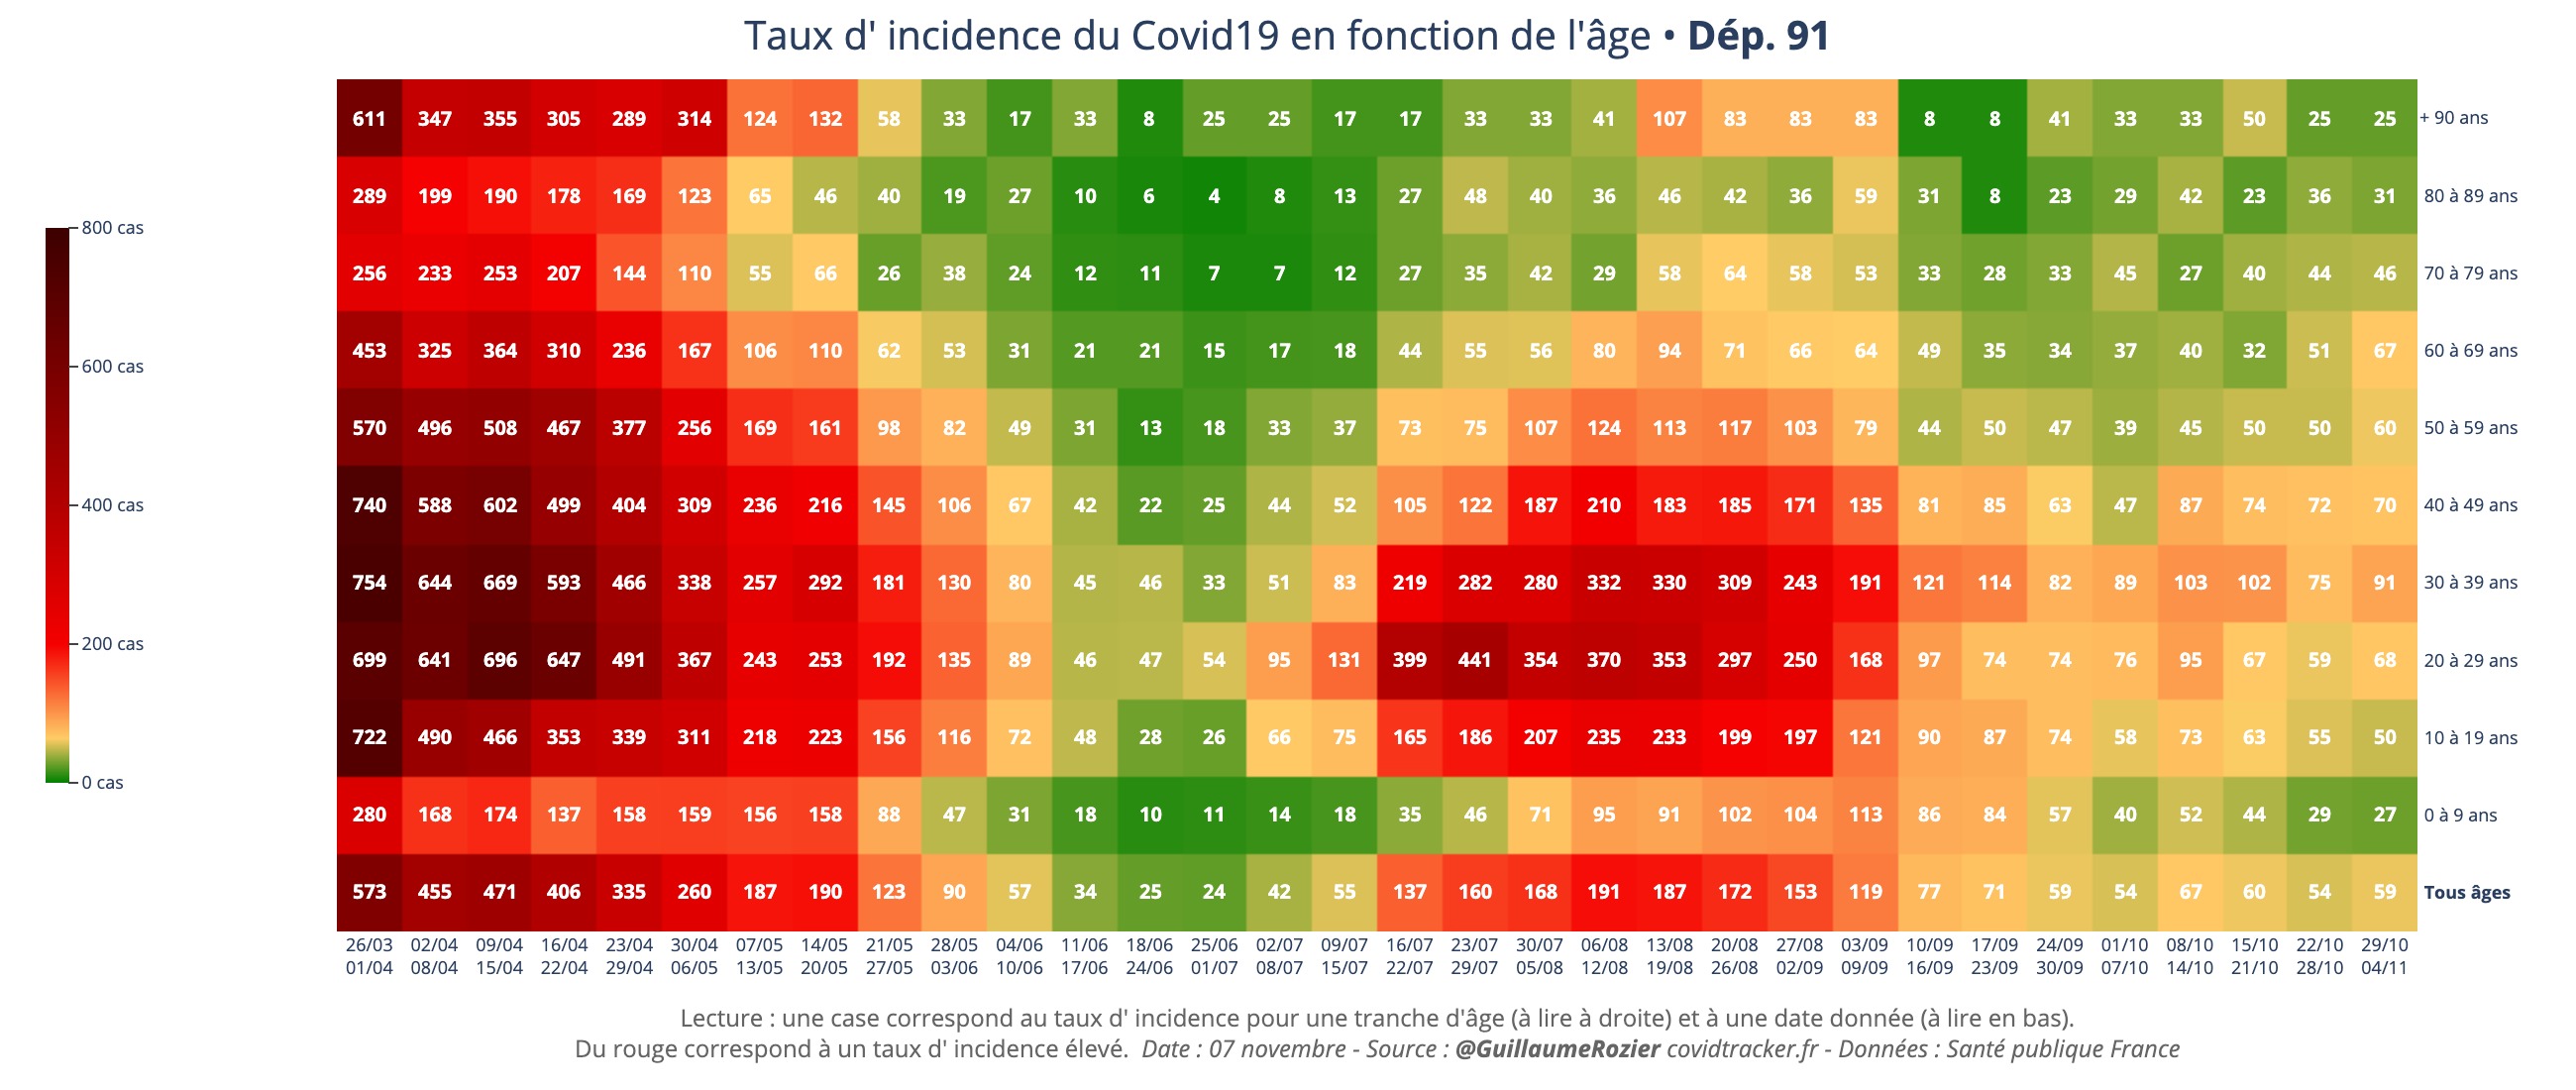 Taux d' incidence du Covid19 en fonction de l'âge • Dép. 91
611 347 355 305 289 314 124 132 58 33 17 33 8 25 25 17 17 33 33 41 107 83 83 83 8 8 41 33 33 50 25 25 + 90 ans
289 199 190 178 169 123 65 46 40 19 27 10 6 4 8 13 27 48 40 36 46 42 36 59 31 8 23 29 42 23 36 31 80 à 89 ans
800 cas
256 233 253 207 144 110 55 66 26 38 24 12 11 7 7 12 27 35 42 29 58 64 58 53 33 28 33 45 27 40 44 46 70 à 79 ans
453 325 364 310 236 167 106 110 62 53 31 21 21 15 17 18 44 55 56 80 94 71 66 64 49 35 34 37 40 32 51 67 60 à 69 ans
600 cas
570 496 508 467 377 256 169 161 98 82 49 31 13 18 33 37 73 75 107 124 113 117 103 79 44 50 47 39 45 50 50 60 50 à 59 ans
400 cas
740 588 602 499 404 309 236 216 145 106 67 42 22 25 44 52 105 122 187 210 183 185 171 135 81 85 63 47 87 74 72 70 40 à 49 ans
754 644 669 593 466 338 257 292 181 130 80 45 46 33 51 83 219 282 280 332 330 309 243 191 121 114 82 89 103 102 75 91 30 à 39 ans
200 cas
699 641 696 647 491 367 243 253 192 135 89 46 47 54 95 131 399 441 354 370 353 297 250 168 97 74 74 76 95 67 59 68 20 à 29 ans
722 490 466 353 339 311 218 223 156 116 72 48 28 26 66 75 165 186 207 235 233 199 197 121 90 87 74 58 73 63 55 50 10 à 19 ans
0 cas
280 168 174 137 158 159 156 158 88 47 31 18 10 11 14 18 35 46 71 95 91 102 104 113 86 84 57 40 52 44 29 27 0 à 9 ans
573 455 471 406 335 260 187 190 123 90 57 34 25 24 42 55 137 160 168 191 187 172 153 119 77 71 59 54 67 60 54 59 Tous âges
26/03 02/04 09/04 16/04 23/04 30/04 07/05 14/05 21/05 28/05 04/06 11/06 18/06 25/06 02/07 09/07 16/07 23/07 30/07 06/08 13/08 20/08 27/08 03/09 10/09 17/09 24/09 01/10 08/10 15/10 22/10 29/10
01/04 08/04 15/04 22/04 29/04 06/05 13/05 20/05 27/05 03/06 10/06 17/06 24/06 01/07 08/07 15/07 22/07 29/07 05/08 12/08 19/08 26/08 02/09 09/09 16/09 23/09 30/09 07/10 14/10 21/10 28/10 04/11
Lecture : une case correspond au taux d' incidence pour une tranche d'âge (à lire à droite) et à une date donnée (à lire en bas).
Du rouge correspond à un taux d' incidence élevé. Date : 07 novembre - Source : @GuillaumeRozier covidtracker.fr - Données : Santé publique France